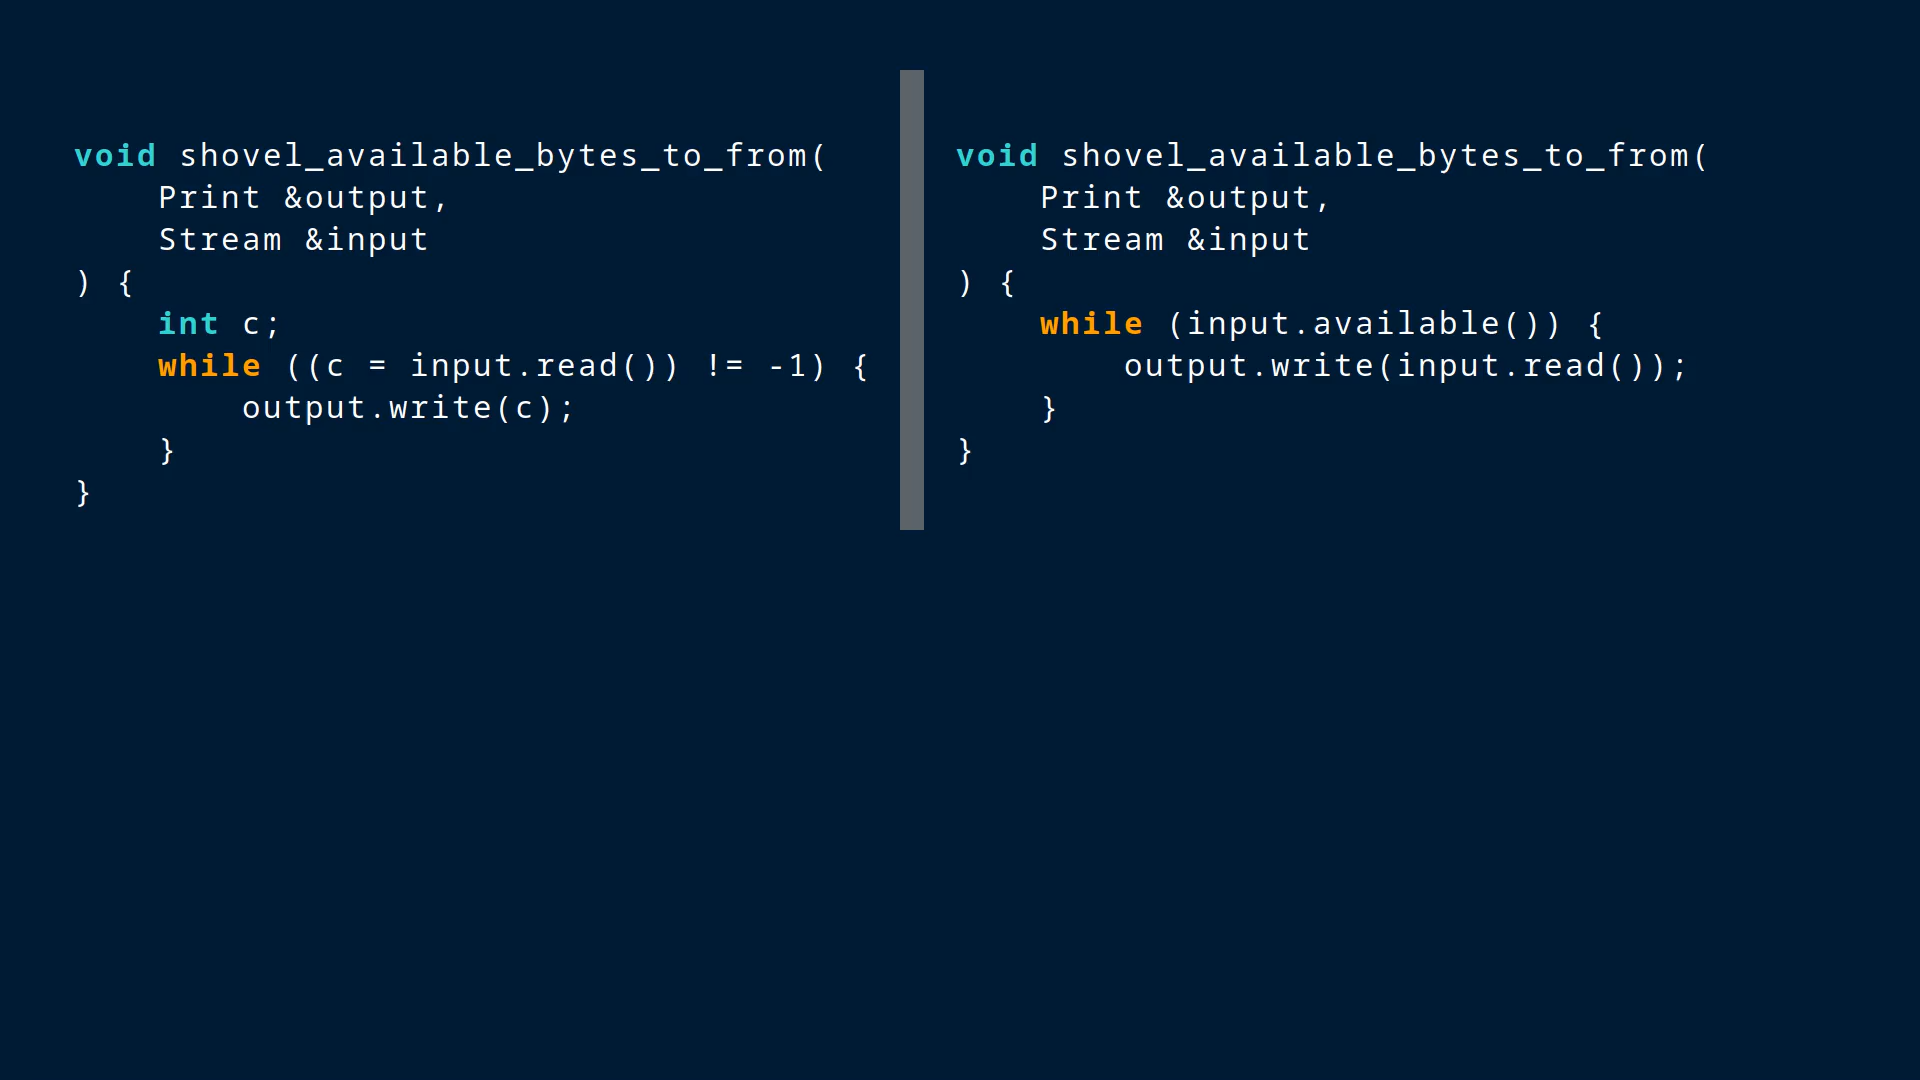 void shovel_available_bytes_to_from(
    Print &output,
    Stream &input
) {
    int c;
    while ((c = input.read()) != -1) {
        output.write(c);
    }
}
void shovel_available_bytes_to_from(
    Print &output,
    Stream &input
) {
    while (input.available()) {
        output.write(input.read());
    }
}